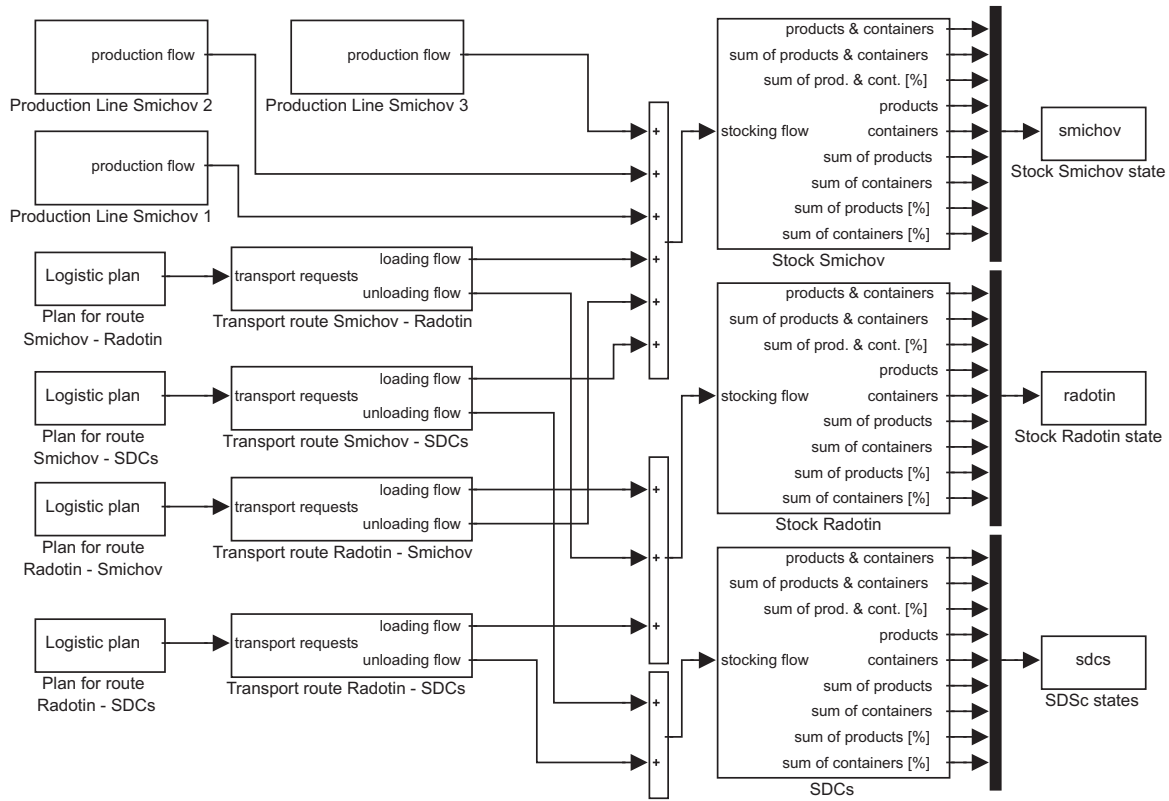 production flow
Production Line Smichov 2
production flow
Production Line Smichov 3
production flow
Production Line Smichov 1
Logistic plan
Plan for route
Smichov - Radotin
transport requests
loading flow
unloading flow
Transport route Smichov - Radotin
Logistic plan
Plan for route
Smichov - SDCs
transport requests
loading flow
unloading flow
Transport route Smichov - SDCs
Logistic plan
Plan for route
Radotin - Smichov
transport requests
loading flow
unloading flow
Transport route Radotin - Smichov
Logistic plan
Plan for route
Radotin - SDCs
transport requests
loading flow
unloading flow
Transport route Radotin - SDCs
+
+
+
+
+
+
+
+
+
+
+
stocking flow
products & containers
sum of products & containers
sum of prod. & cont. [%]
products
containers
sum of products
sum of containers
sum of products [%]
sum of containers [%]
Stock Smichov
smichov
Stock Smichov state
stocking flow
products & containers
sum of products & containers
sum of prod. & cont. [%]
products
containers
sum of products
sum of containers
sum of products [%]
sum of containers [%]
Stock Radotin
radotin
Stock Radotin state
stocking flow
products & containers
sum of products & containers
sum of prod. & cont. [%]
products
containers
sum of products
sum of containers
sum of products [%]
sum of containers [%]
SDCs
sdcs
SDSc states